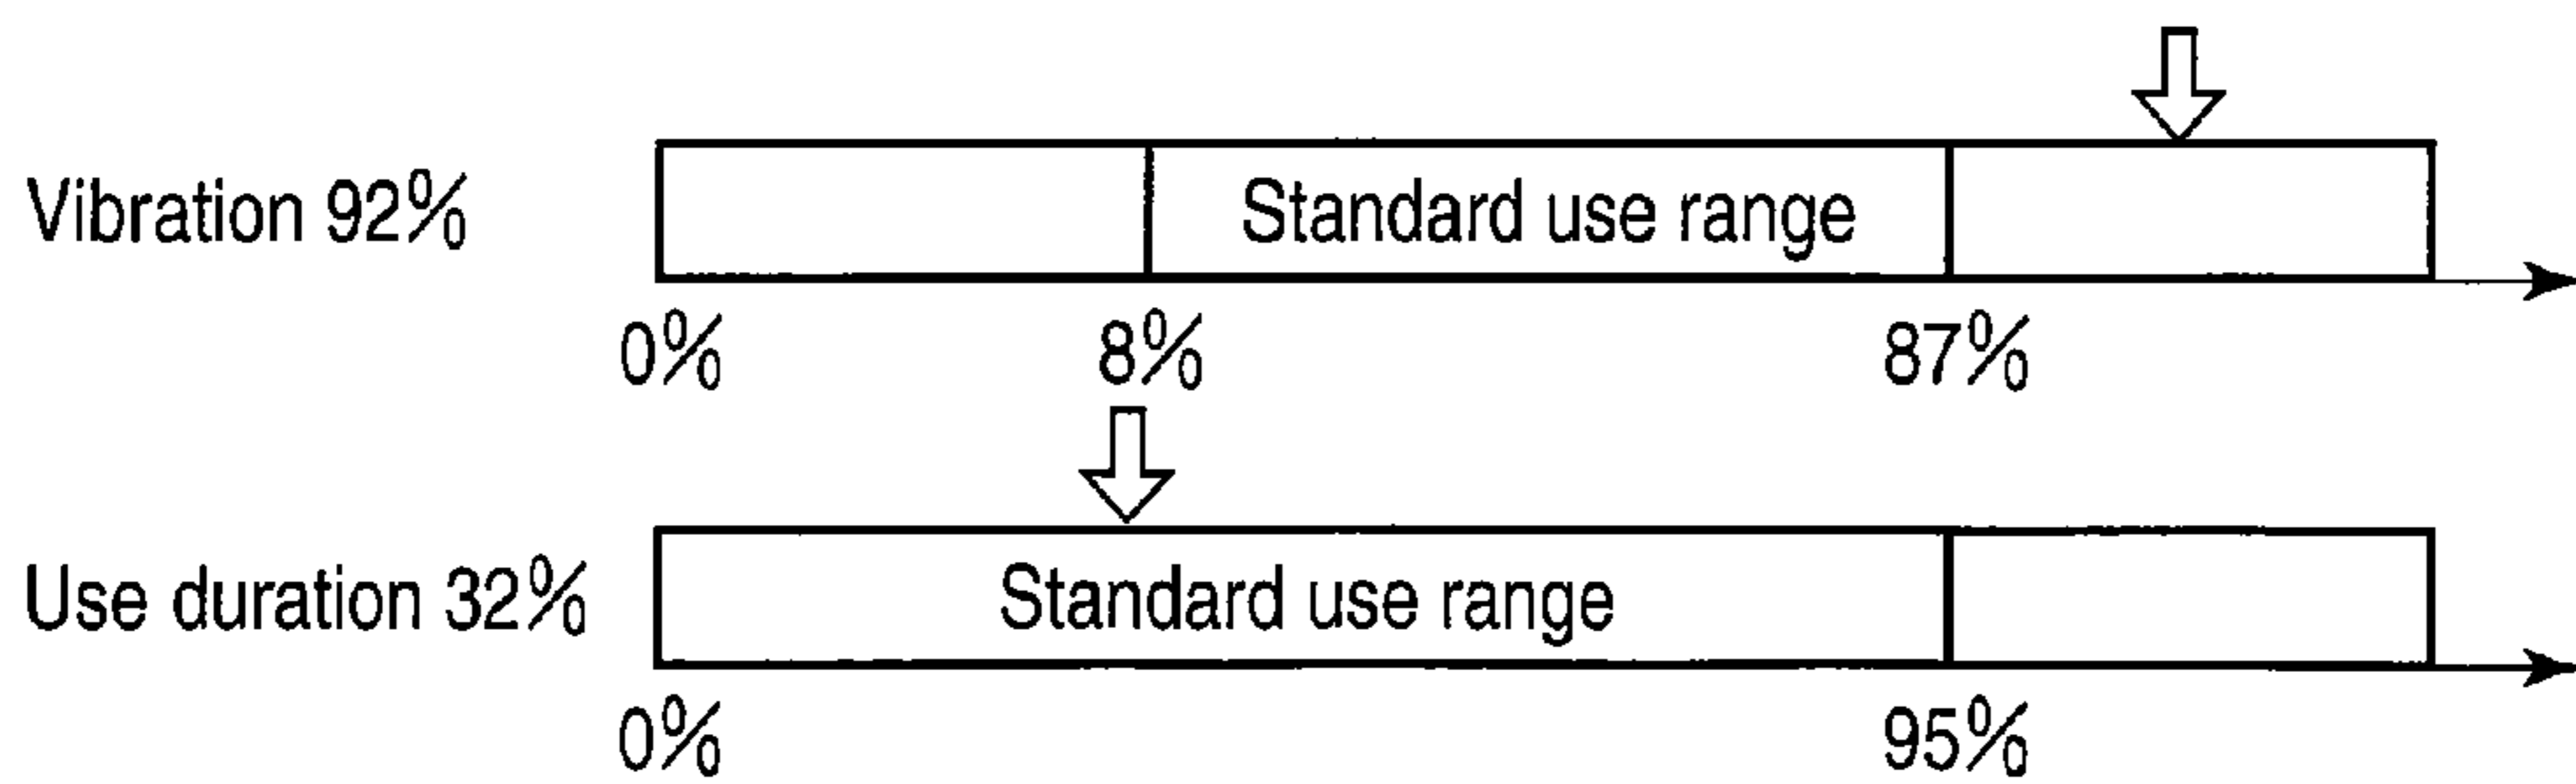 Vibration 92%
Standard use range
0%
8%
87%
Use duration 32%
Standard use range
0%
95%